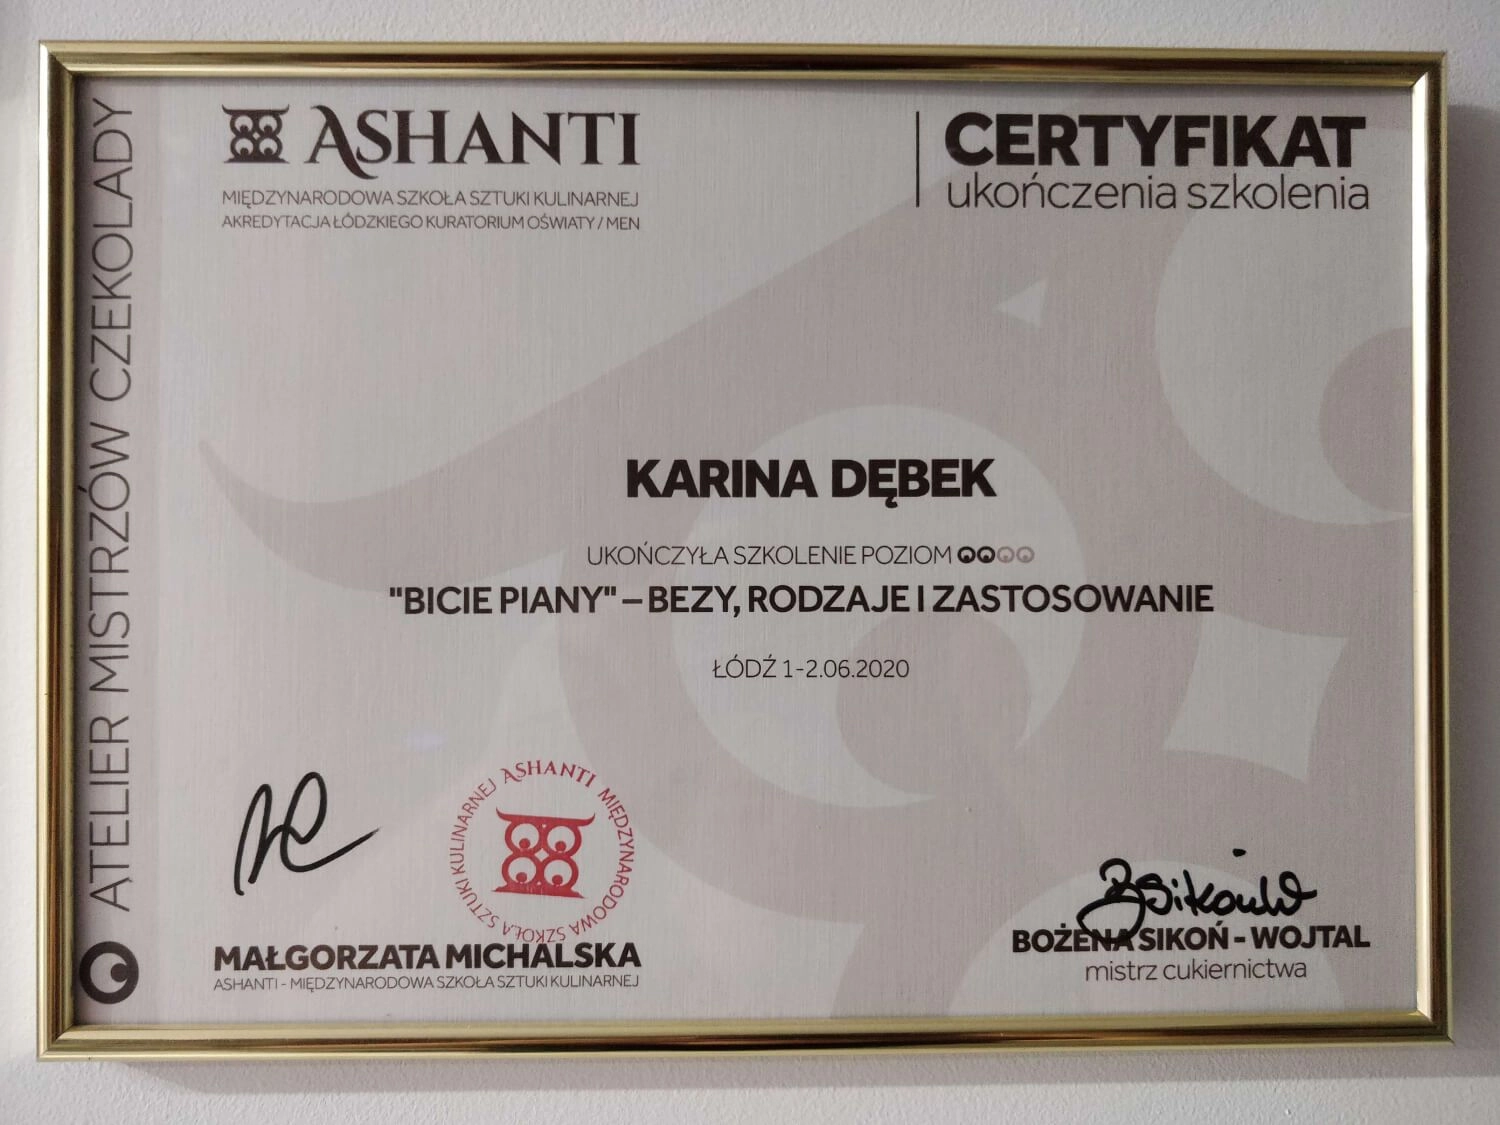 ATELIER MISTRZÓW CZEKOLADY
ASHANTI
MIĘDZYNARODOWA SZKOŁA SZTUKI KULINARNEJ
AKREDYTACJA ŁÓDZKIEGO KURATORIUM OŚWIATY / MEN
CERTYFIKAT
ukończenia szkolenia
KARINA DĘBEK
UKOŃCZYŁA SZKOLENIE POZIOM
"BICIE PIANY" – BEZY, RODZAJE I ZASTOSOWANIE
ŁÓDŹ 1-2.06.2020
ASHANTI MIĘDZYNARODOWA SZKOŁA SZTUKI KULINARNEJ
MAŁGORZATA MICHALSKA
ASHANTI - MIĘDZYNARODOWA SZKOŁA SZTUKI KULINARNEJ
BOŻENA SIKOŃ - WOJTAL
mistrz cukiernictwa